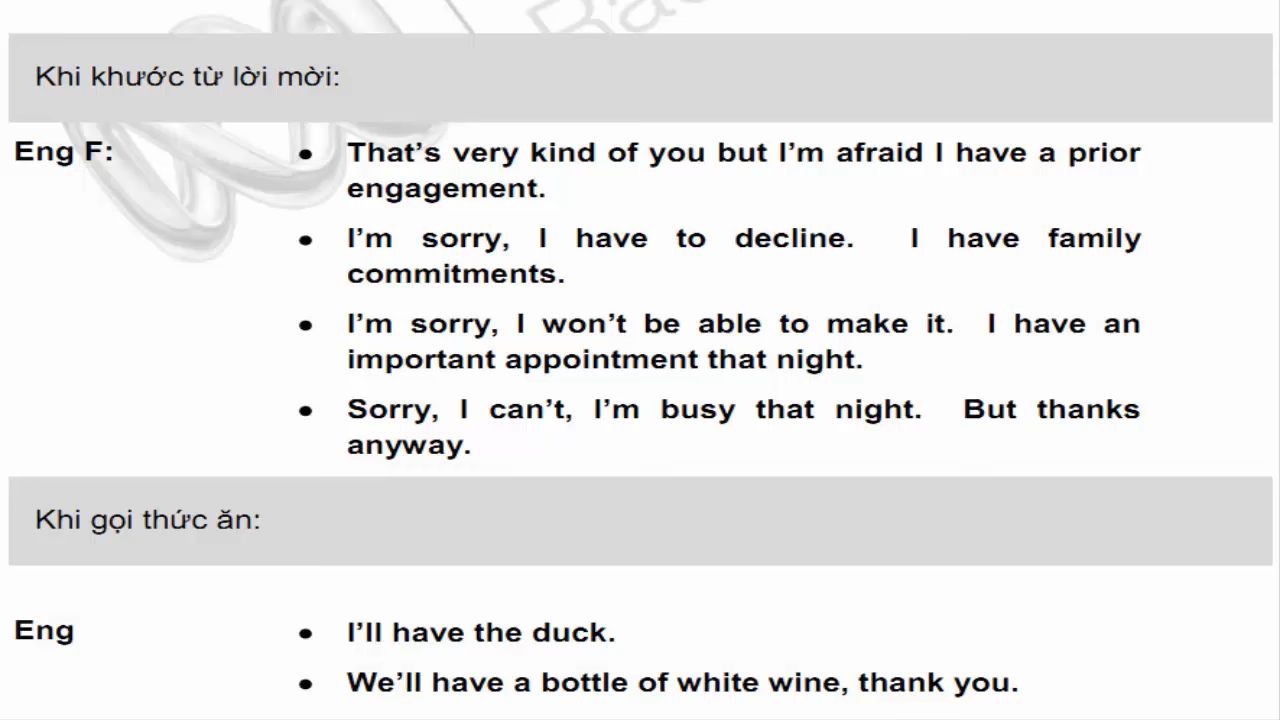 Khi khước từ lời mời:
Eng F:
• That's very kind of you but I'm afraid I have a prior
engagement.
• I'm sorry, I have to decline. I have family
commitments.
• I'm sorry, I won't be able to make it. I have an
important appointment that night.
• Sorry, I can't, I'm busy that night. But thanks
anyway.
Khi gọi thức ăn:
Eng
• I'll have the duck.
• We'll have a bottle of white wine, thank you.